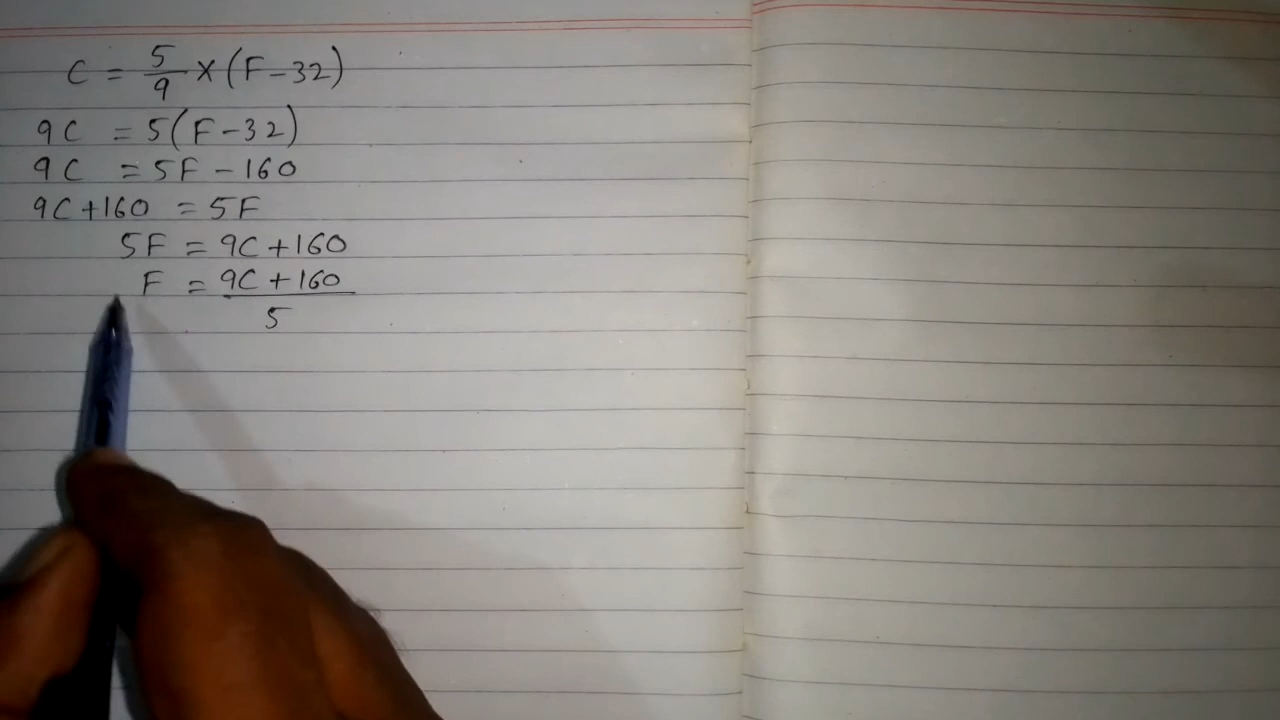 C = 5/9 × (F - 32)
9C = 5(F - 32)
9C = 5F - 160
9C + 160 = 5F
5F = 9C + 160
F = 9C + 160
5